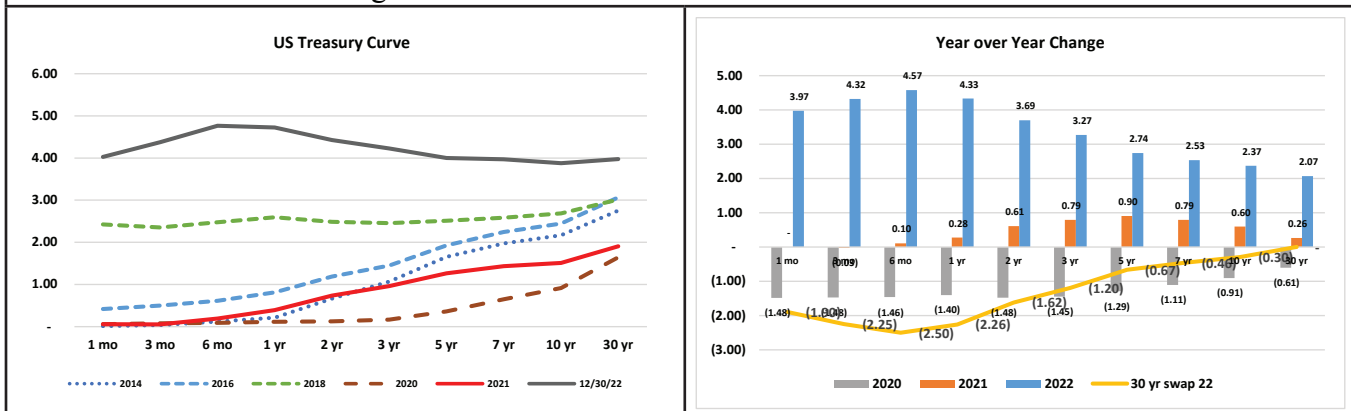 US Treasury Curve
6.00
5.00
4.00
3.00
2.00
1.00
-
1 mo 3 mo 6 mo 1 yr 2 yr 3 yr 5 yr 7 yr 10 yr 30 yr
2014 2016 2018 2020 2021 12/30/22
Year over Year Change
5.00
4.00
3.00
2.00
1.00
-
(1.00)
(2.00)
(3.00)
3.97 4.32 4.57 4.33 3.69 3.27 2.74 2.53 2.37 2.07
- 0.10 0.28 0.61 0.79 0.90 0.79 0.60 0.26
1 mo (0.09) 6 mo 1 yr 2 yr 3 yr 5 yr 7 yr 10 yr 30 yr
(1.48) (1.46) (1.40) (1.48) (1.45) (1.29) (1.11) (0.91) (0.61)
(2.25) (2.50) (2.26) (1.62) (1.20) (0.67) (0.46) (0.30) -
2020 2021 2022 30 yr swap 22